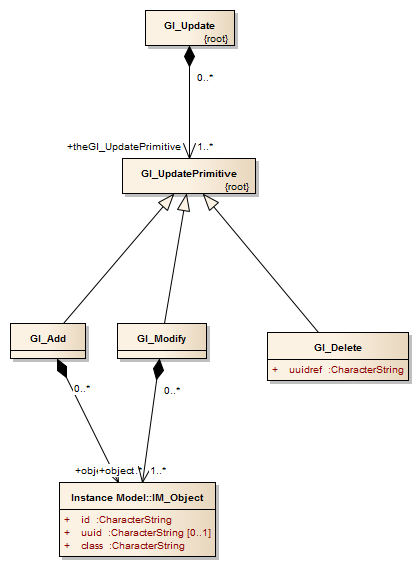 GI_Update
{root}
0..*
+theGI_UpdatePrimitive 1..*
GI_UpdatePrimitive
{root}
GI_Add
GI_Modify
GI_Delete
+ uuidref :CharacterString
0..* 0..*
+obj +object .* 1..*
Instance Model::IM_Object
+ id :CharacterString
+ uuid :CharacterString [0..1]
+ class :CharacterString